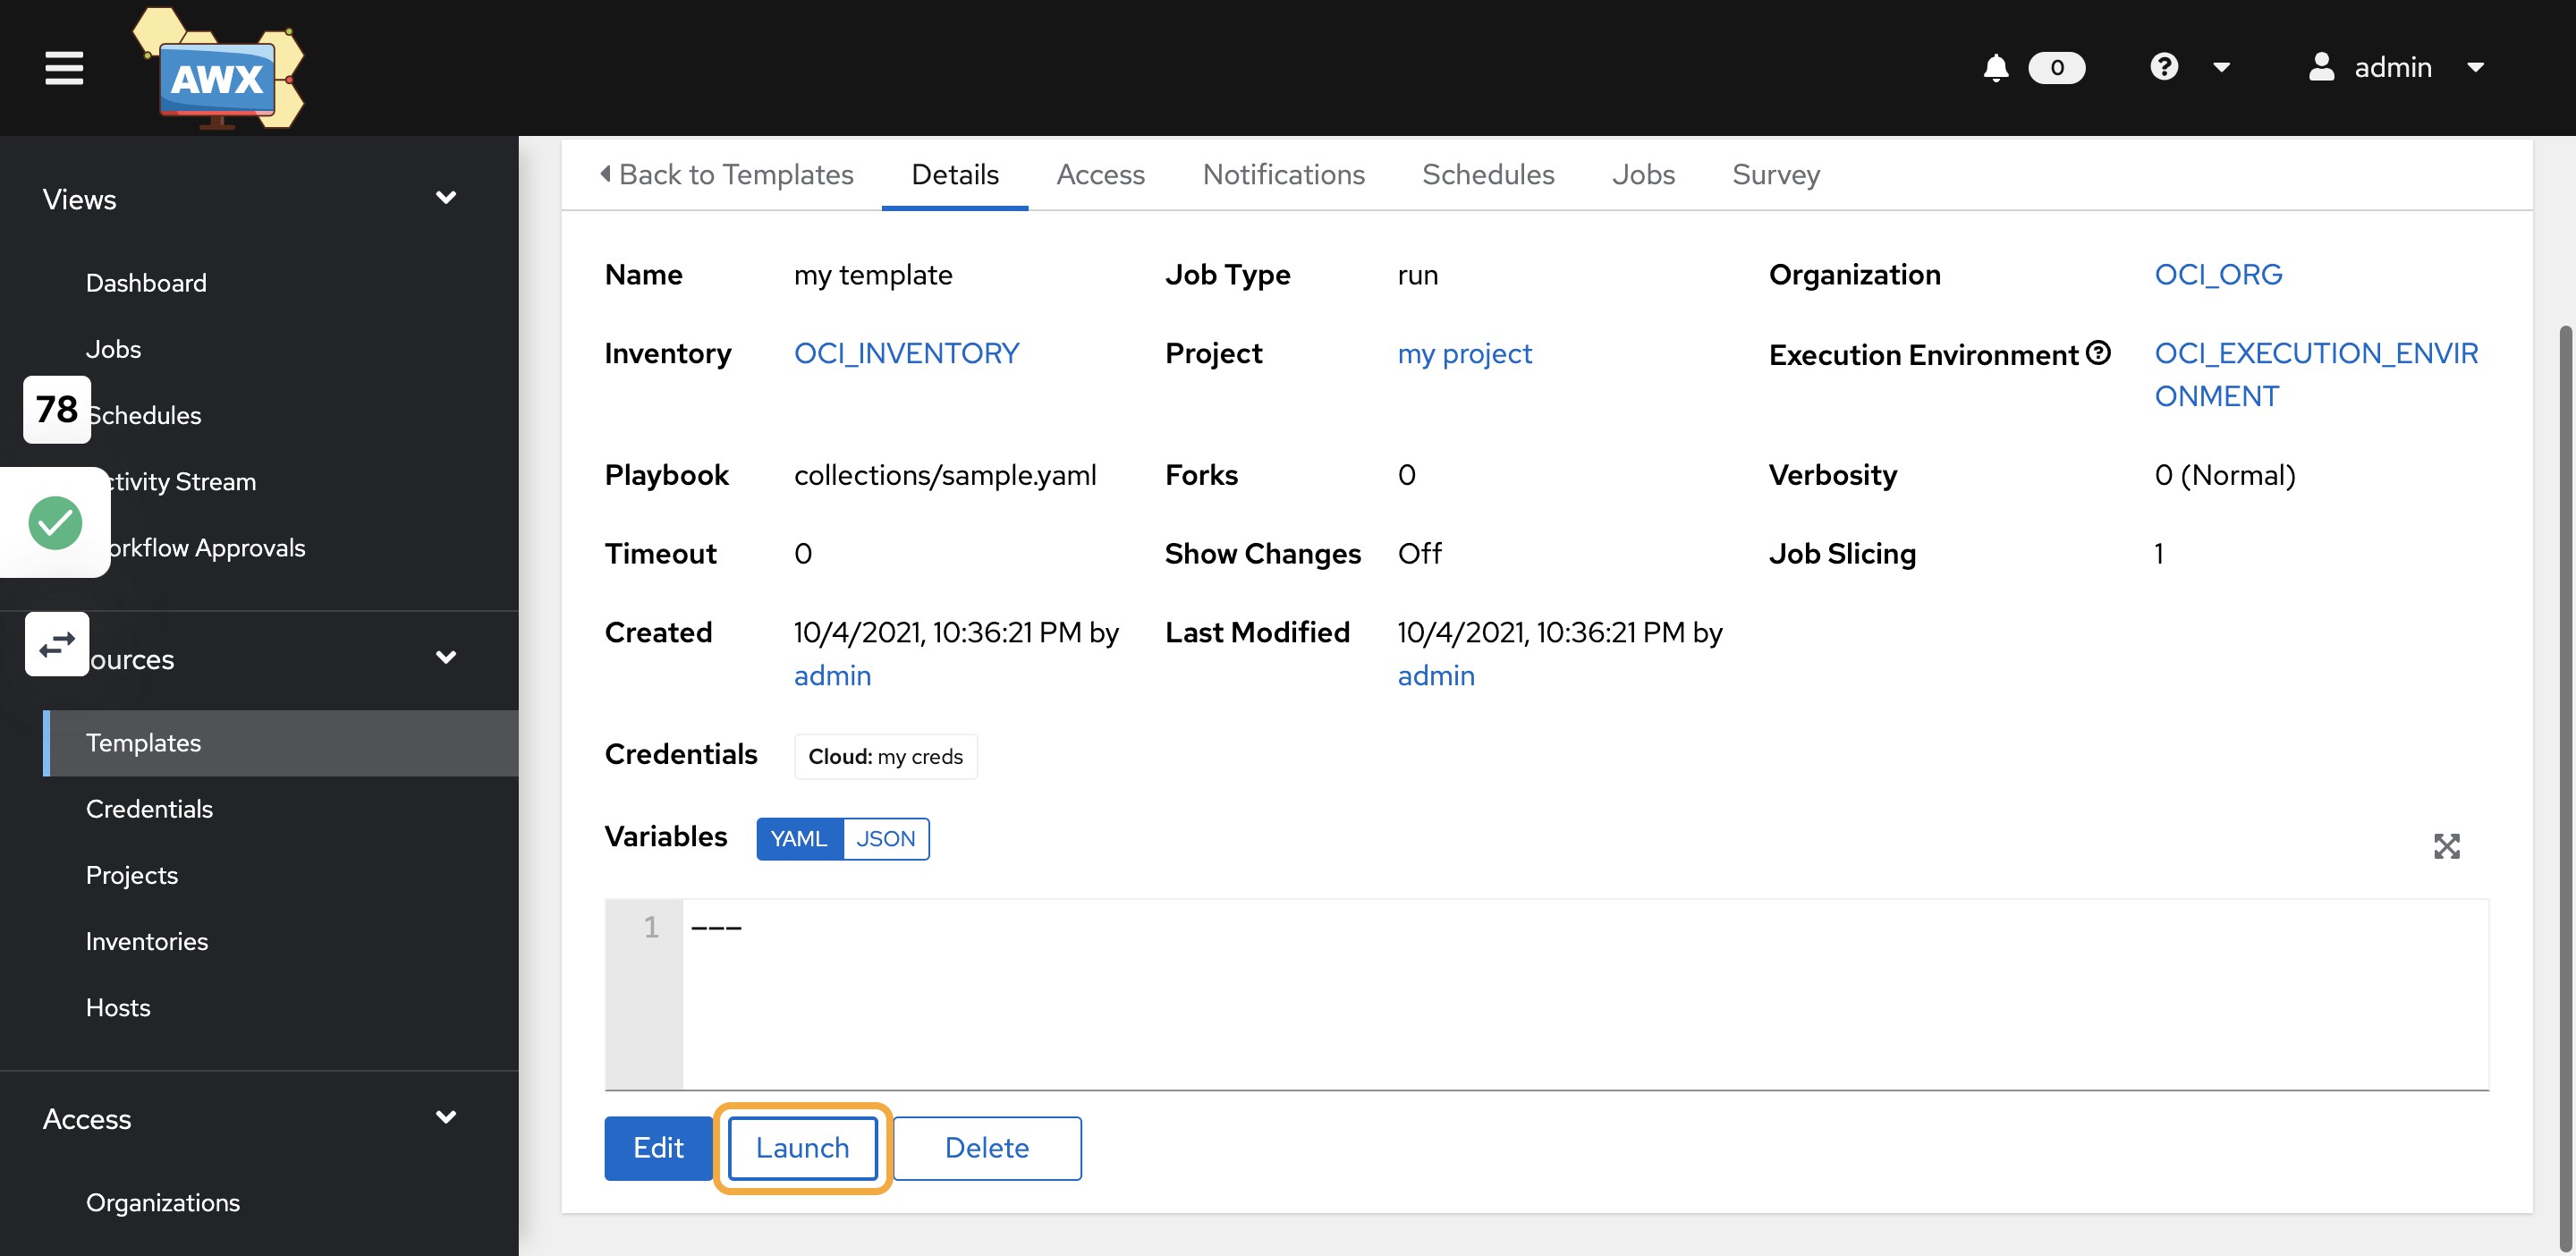 AWX
0
admin
Views
Dashboard
Jobs
78
Schedules
ctivity Stream
orkflow Approvals
ources
Templates
Credentials
Projects
Inventories
Hosts
Access
Organizations
Back to Templates Details Access Notifications Schedules Jobs Survey
Name my template Job Type run Organization OCI_ORG
Inventory OCI_INVENTORY Project my project Execution Environment OCI_EXECUTION_ENVIR
ONMENT
Playbook collections/sample.yaml Forks 0 Verbosity 0 (Normal)
Timeout 0 Show Changes Off Job Slicing 1
Created 10/4/2021, 10:36:21 PM by Last Modified 10/4/2021, 10:36:21 PM by
admin admin
Credentials Cloud: my creds
Variables YAML JSON
1 ---
Edit Launch Delete